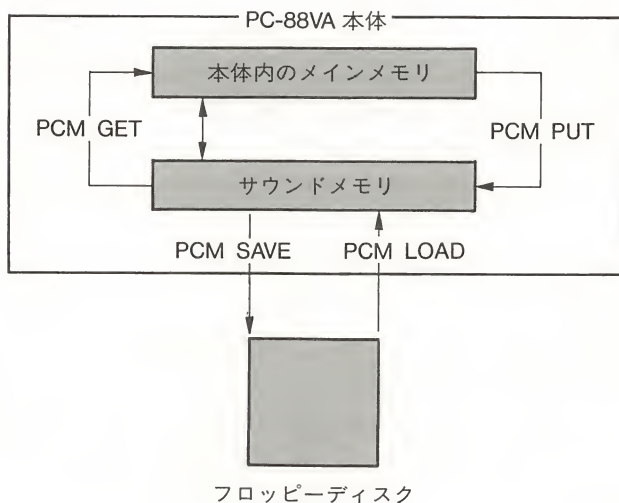 PC-88VA 本体
本体内のメインメモリ
PCM GET
PCM PUT
サウンドメモリ
PCM SAVE
PCM LOAD
フロッピーディスク